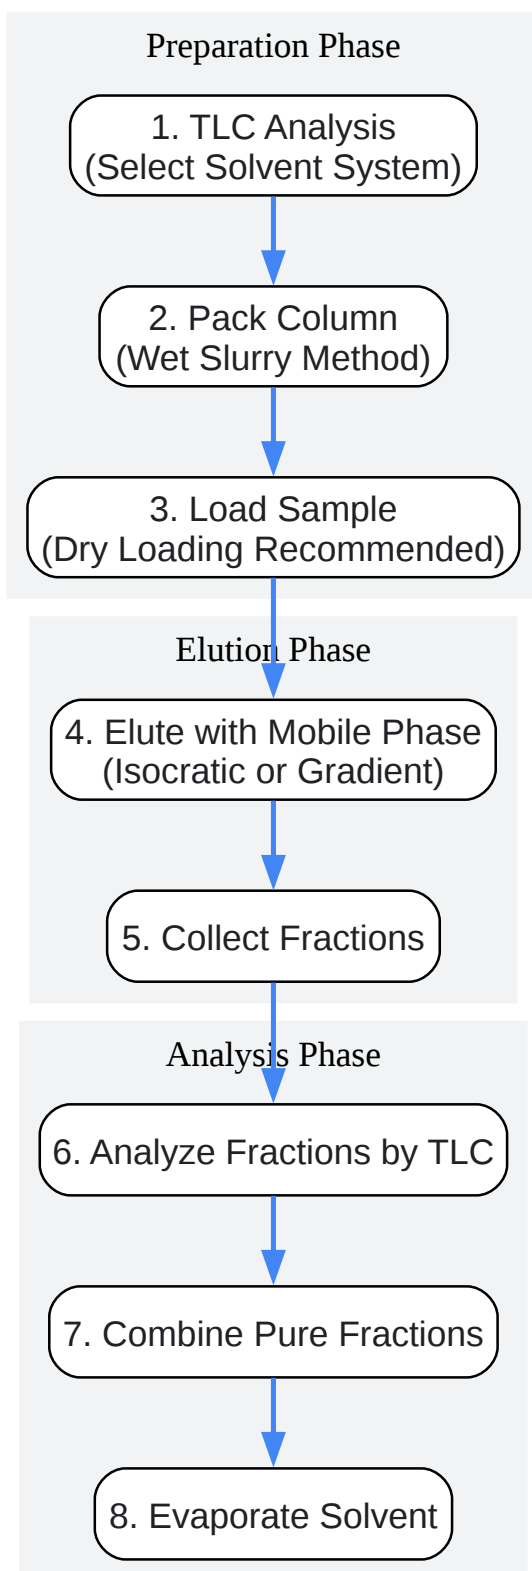 Preparation Phase
1. TLC Analysis
(Select Solvent System)
2. Pack Column
(Wet Slurry Method)
3. Load Sample
(Dry Loading Recommended)
Elution Phase
4. Elute with Mobile Phase
(Isocratic or Gradient)
5. Collect Fractions
Analysis Phase
6. Analyze Fractions by TLC
7. Combine Pure Fractions
8. Evaporate Solvent